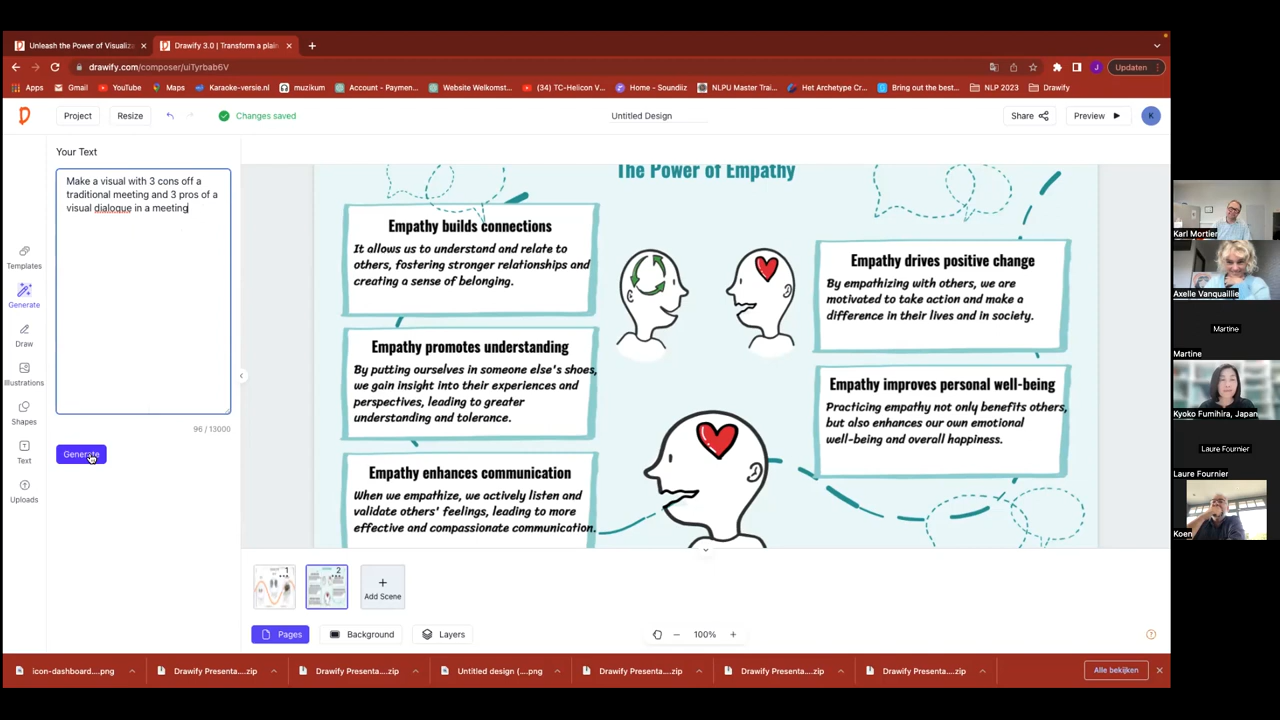 Unleash the Power of Visualiza
Drawify 3.0 | Transform a plain
drawify.com/composer/uiTyrbab6V
Updaten
Apps
Gmail
YouTube
Maps
Karaoke-versie.nl
muzikum
Account - Paymen...
Website Welkomst...
(34) TC-Helicon V...
Home - Soundiiz
NLPU Master Trai...
Het Archetype Cr...
Bring out the best...
NLP 2023
Drawify
Project
Resize
Changes saved
Untitled Design
Share
Preview
K
Your Text
Make a visual with 3 cons off a
traditional meeting and 3 pros of a
visual dialoque in a meeting
96 / 13000
Generate
Templates
Generate
Draw
Illustrations
Shapes
Text
Uploads
The Power of Empathy
Empathy builds connections
It allows us to understand and relate to
others, fostering stronger relationships and
creating a sense of belonging.
Empathy promotes understanding
By putting ourselves in someone else's shoes,
we gain insight into their experiences and
perspectives, leading to greater
understanding and tolerance.
Empathy enhances communication
When we empathize, we actively listen and
validate others' feelings, leading to more
effective and compassionate communication.
Empathy drives positive change
By empathizing with others, we are
motivated to take action and make a
difference in their lives and in society.
Empathy improves personal well-being
Practicing empathy not only benefits others,
but also enhances our own emotional
well-being and overall happiness.
1
2
+
Add Scene
Pages
Background
Layers
100%
icon-dashboard....png
Drawify Presenta....zip
Drawify Presenta....zip
Untitled design (....png
Drawify Presenta....zip
Drawify Presenta....zip
Drawify Presenta....zip
Alle bekijken
Karl Mortier
Axelle Vanquaillie
Martine
Martine
Kyoko Fumihira, Japan
Laure Fournier
Laure Fournier
Koen